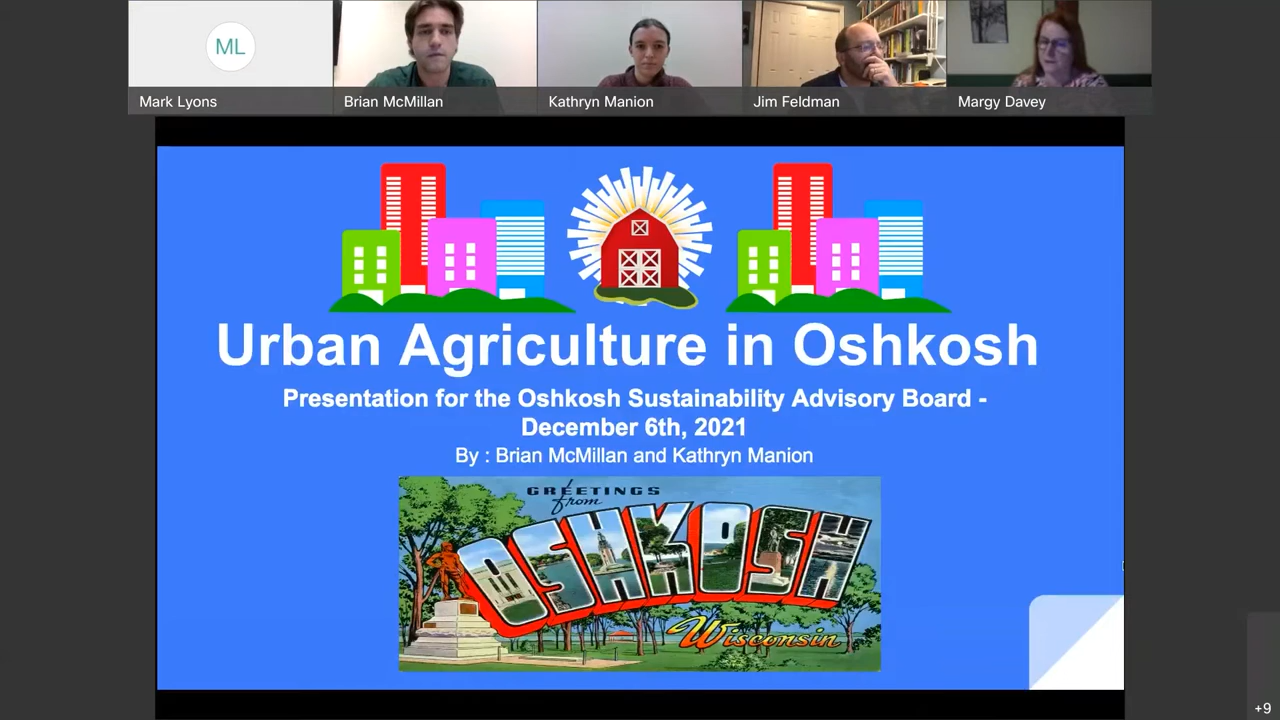 ML
Mark Lyons
Brian McMillan
Kathryn Manion
Jim Feldman
Margy Davey
Urban Agriculture in Oshkosh
Presentation for the Oshkosh Sustainability Advisory Board -
December 6th, 2021
By : Brian McMillan and Kathryn Manion
GREETINGS
from
OSHKOSH
Wisconsin
+9